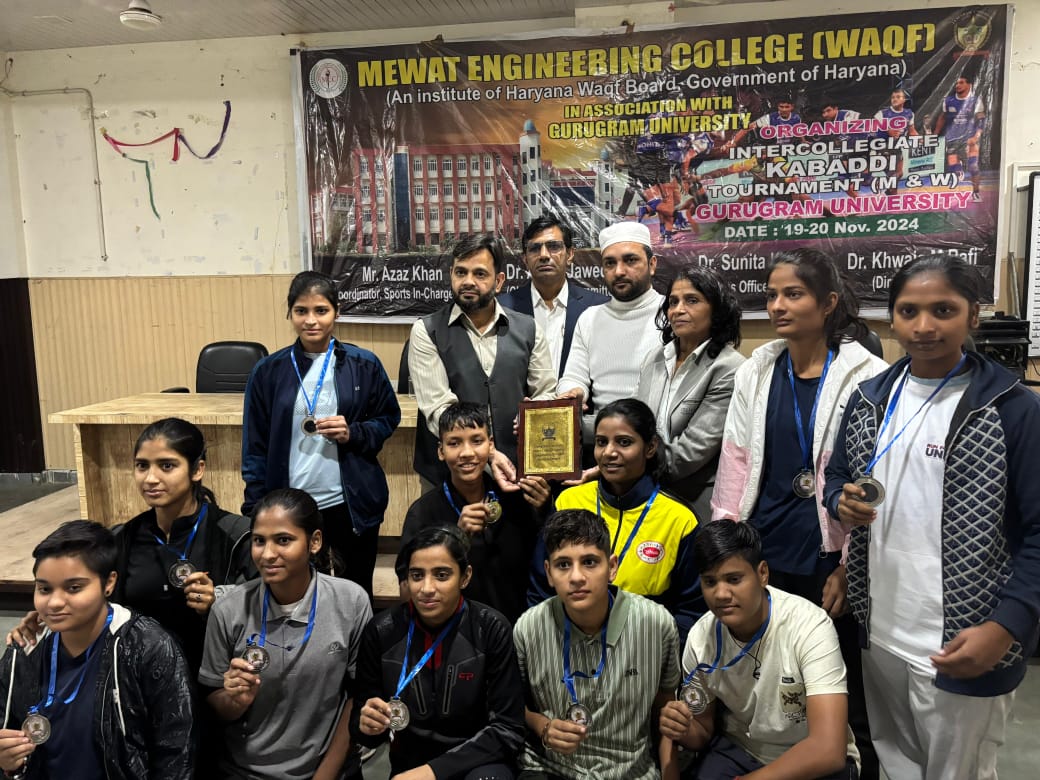 MEWAT ENGINEERING COLLEGE (WAQF)
(An institute of Haryana Waqf Board, Government of Haryana)
IN ASSOCIATION WITH
GURUGRAM UNIVERSITY
ORGANIZING
INTERCOLLEGIATE
KABADDI
TOURNAMENT (M & W)
GURUGRAM UNIVERSITY
DATE : 19-20 Nov. 2024
Mr. Azaz Khan
Dr.
Dr. Sunita
Dr. Khwaja M Rafi
Sports In-Charge
UN